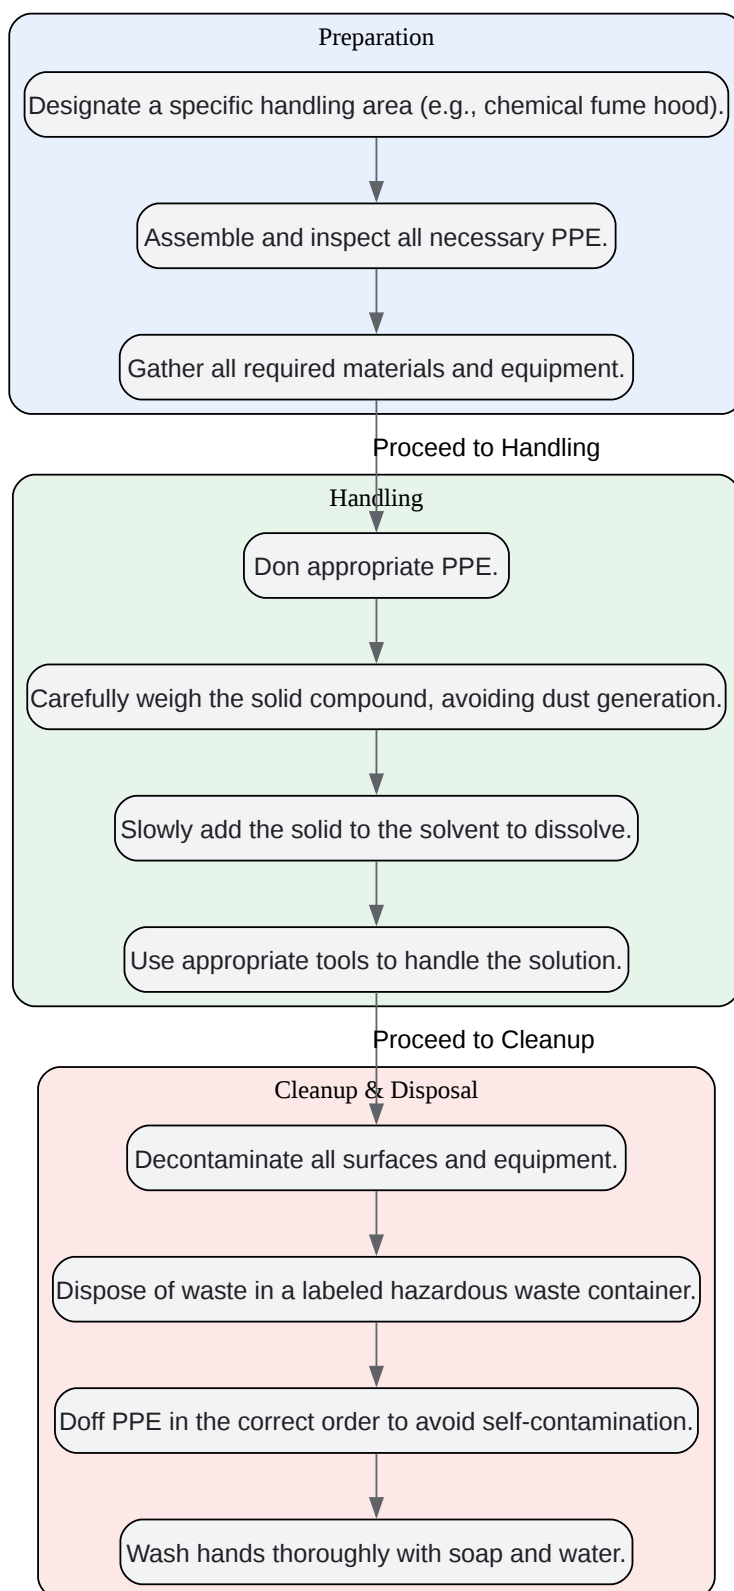 Preparation
Designate a specific handling area (e.g., chemical fume hood).
Assemble and inspect all necessary PPE.
Gather all required materials and equipment.
Proceed to Handling
Handling
Don appropriate PPE.
Carefully weigh the solid compound, avoiding dust generation.
Slowly add the solid to the solvent to dissolve.
Use appropriate tools to handle the solution.
Proceed to Cleanup
Cleanup & Disposal
Decontaminate all surfaces and equipment.
Dispose of waste in a labeled hazardous waste container.
Doff PPE in the correct order to avoid self-contamination.
Wash hands thoroughly with soap and water.